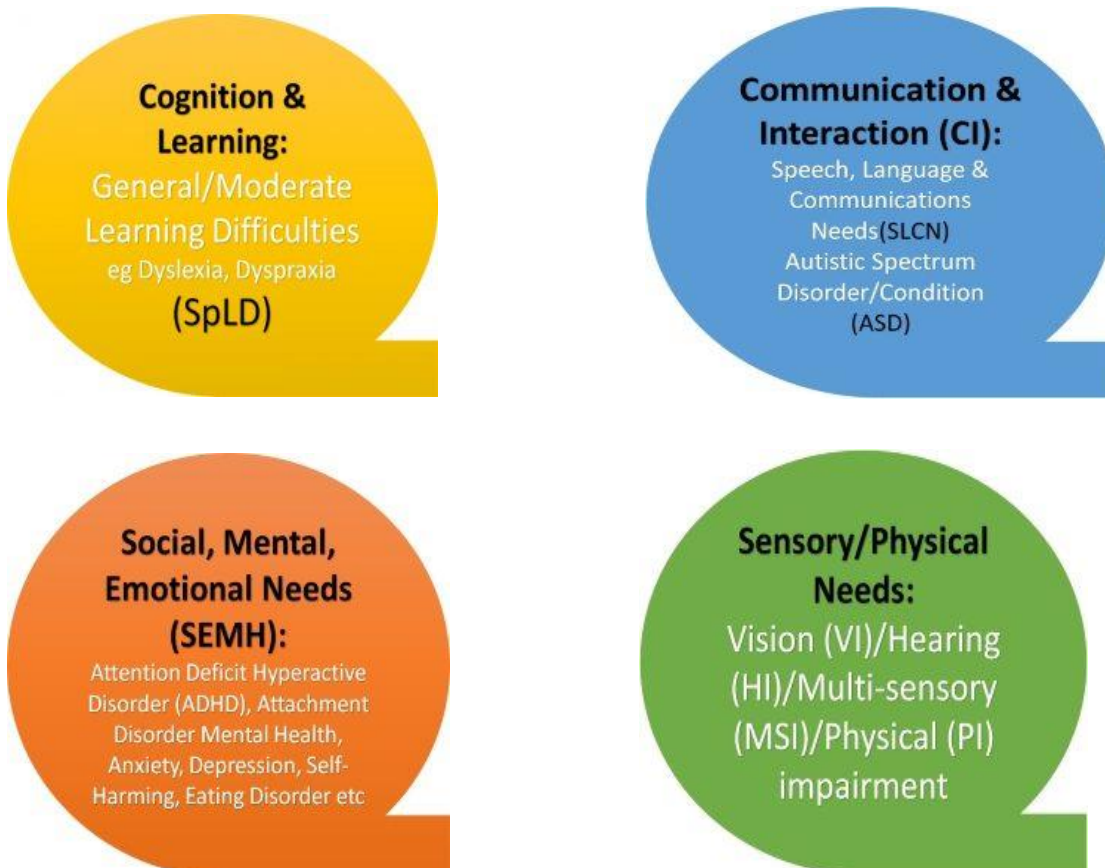 Cognition &
Learning:
General/Moderate
Learning Difficulties
eg Dyslexia, Dyspraxia
(SpLD)
Communication &
Interaction (CI):
Speech, Language &
Communications
Needs(SLCN)
Autistic Spectrum
Disorder/Condition
(ASD)
Social, Mental,
Emotional Needs
(SEMH):
Attention Deficit Hyperactive
Disorder (ADHD), Attachment
Disorder Mental Health,
Anxiety, Depression, Self-
Harming, Eating Disorder etc
Sensory/Physical
Needs:
Vision (VI)/Hearing
(HI)/Multi-sensory
(MSI)/Physical (PI)
impairment